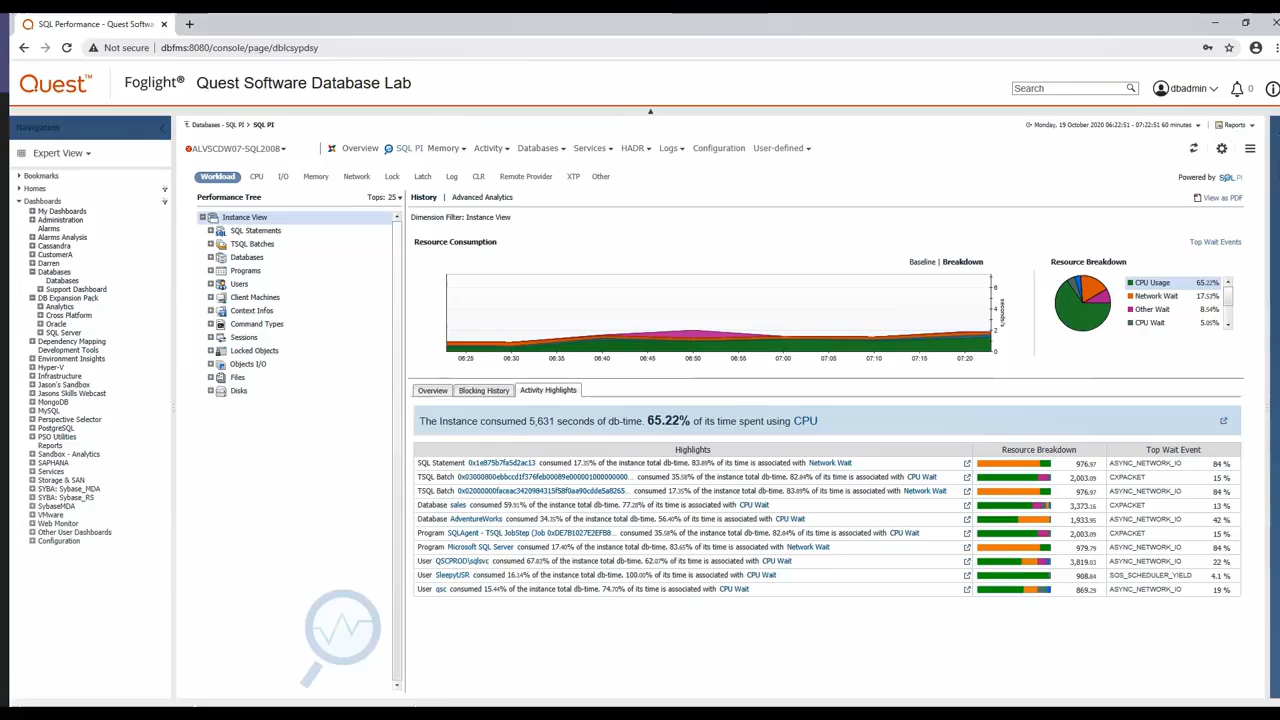 SQL Performance - Quest Softwa
Not secure | dbfms:8080/console/page/dblcsypdsy
Quest™ Foglight® Quest Software Database Lab
Search
dbadmin
0
Navigation
Expert View
Bookmarks
Homes
Dashboards
My Dashboards
Administration
Alarms
Alarms Analysis
Cassandra
CustomerA
Darren
Databases
Databases
Support Dashboard
DB Expansion Pack
Analytics
Cross Platform
Oracle
SQL Server
Dependency Mapping
Development Tools
Environment Insights
Hyper-V
Infrastructure
Jason's Sandbox
Jasons Skills Webcast
MongoDB
MySQL
Perspective Selector
PostgreSQL
PSO Utilities
Reports
Sandbox - Analytics
SAPHANA
Services
Storage & SAN
SYBA: Sybase_MDA
SYBA: Sybase_RS
SybaseMDA
VMware
Web Monitor
Other User Dashboards
Configuration
Databases - SQL PI > SQL PI
Monday, 19 October 2020 06:22:51 - 07:22:51 60 minutes
Reports
ALVSCDW07-SQL2008
Overview SQL PI Memory Activity Databases Services HADR Logs Configuration User-defined
Workload CPU I/O Memory Network Lock Latch Log CLR Remote Provider XTP Other
Powered by SQL PI
Performance Tree Tops: 25
Instance View
SQL Statements
TSQL Batches
Databases
Programs
Users
Client Machines
Context Infos
Command Types
Sessions
Locked Objects
Objects I/O
Files
Disks
History | Advanced Analytics
View as PDF
Dimension Filter: Instance View
Resource Consumption
Top Wait Events
Baseline | Breakdown
6
4
2
0
seconds/s
06:25 06:30 06:35 06:40 06:45 06:50 06:55 07:00 07:05 07:10 07:15 07:20
Resource Breakdown
CPU Usage 65.22%
Network Wait 17.53%
Other Wait 8.54%
CPU Wait 5.05%
Overview Blocking History Activity Highlights
The Instance consumed 5,631 seconds of db-time. 65.22% of its time spent using CPU
Highlights Resource Breakdown Top Wait Event
SQL Statement 0x1e875b7fa5d2ac13 consumed 17.35% of the instance total db-time. 83.89% of its time is associated with Network Wait 976.97 ASYNC_NETWORK_IO 84 %
TSQL Batch 0x03000800ebbccd1f376feb00089e000001000000000... consumed 35.58% of the instance total db-time. 82.84% of its time is associated with CPU Wait 2,003.09 CXPACKET 15 %
TSQL Batch 0x02000000faceac3420984315f58f0aa90cdde5a8265... consumed 17.35% of the instance total db-time. 83.89% of its time is associated with Network Wait 976.97 ASYNC_NETWORK_IO 84 %
Database sales consumed 59.91% of the instance total db-time. 77.28% of its time is associated with CPU Wait 3,373.16 CXPACKET 13 %
Database AdventureWorks consumed 34.35% of the instance total db-time. 56.40% of its time is associated with CPU Wait 1,933.95 ASYNC_NETWORK_IO 42 %
Program SQLAgent - TSQL JobStep (Job 0xDE7B1027E2EFB8... consumed 35.58% of the instance total db-time. 82.84% of its time is associated with CPU Wait 2,003.09 CXPACKET 15 %
Program Microsoft SQL Server consumed 17.40% of the instance total db-time. 83.65% of its time is associated with Network Wait 979.79 ASYNC_NETWORK_IO 84 %
User QSCPROD\sqlsvc consumed 67.83% of the instance total db-time. 62.07% of its time is associated with CPU Wait 3,819.03 ASYNC_NETWORK_IO 22 %
User SleepyUSR consumed 16.14% of the instance total db-time. 100.00% of its time is associated with CPU Wait 908.84 SOS_SCHEDULER_YIELD 4.1 %
User qsc consumed 15.44% of the instance total db-time. 74.70% of its time is associated with CPU Wait 869.29 ASYNC_NETWORK_IO 19 %